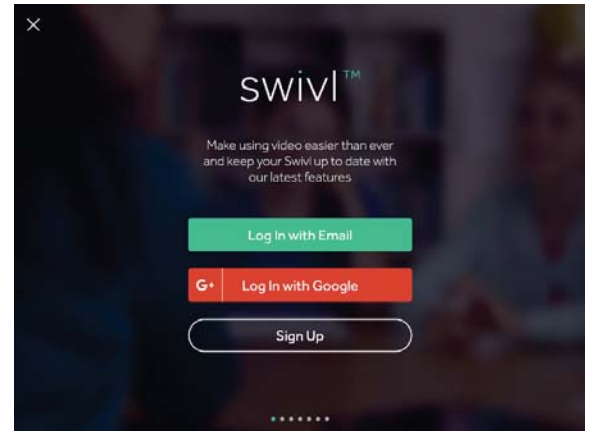 swivl™
Make using video easier than ever
and keep your Swivl up to date with
our latest features
Log In with Email
G+ Log In with Google
Sign Up